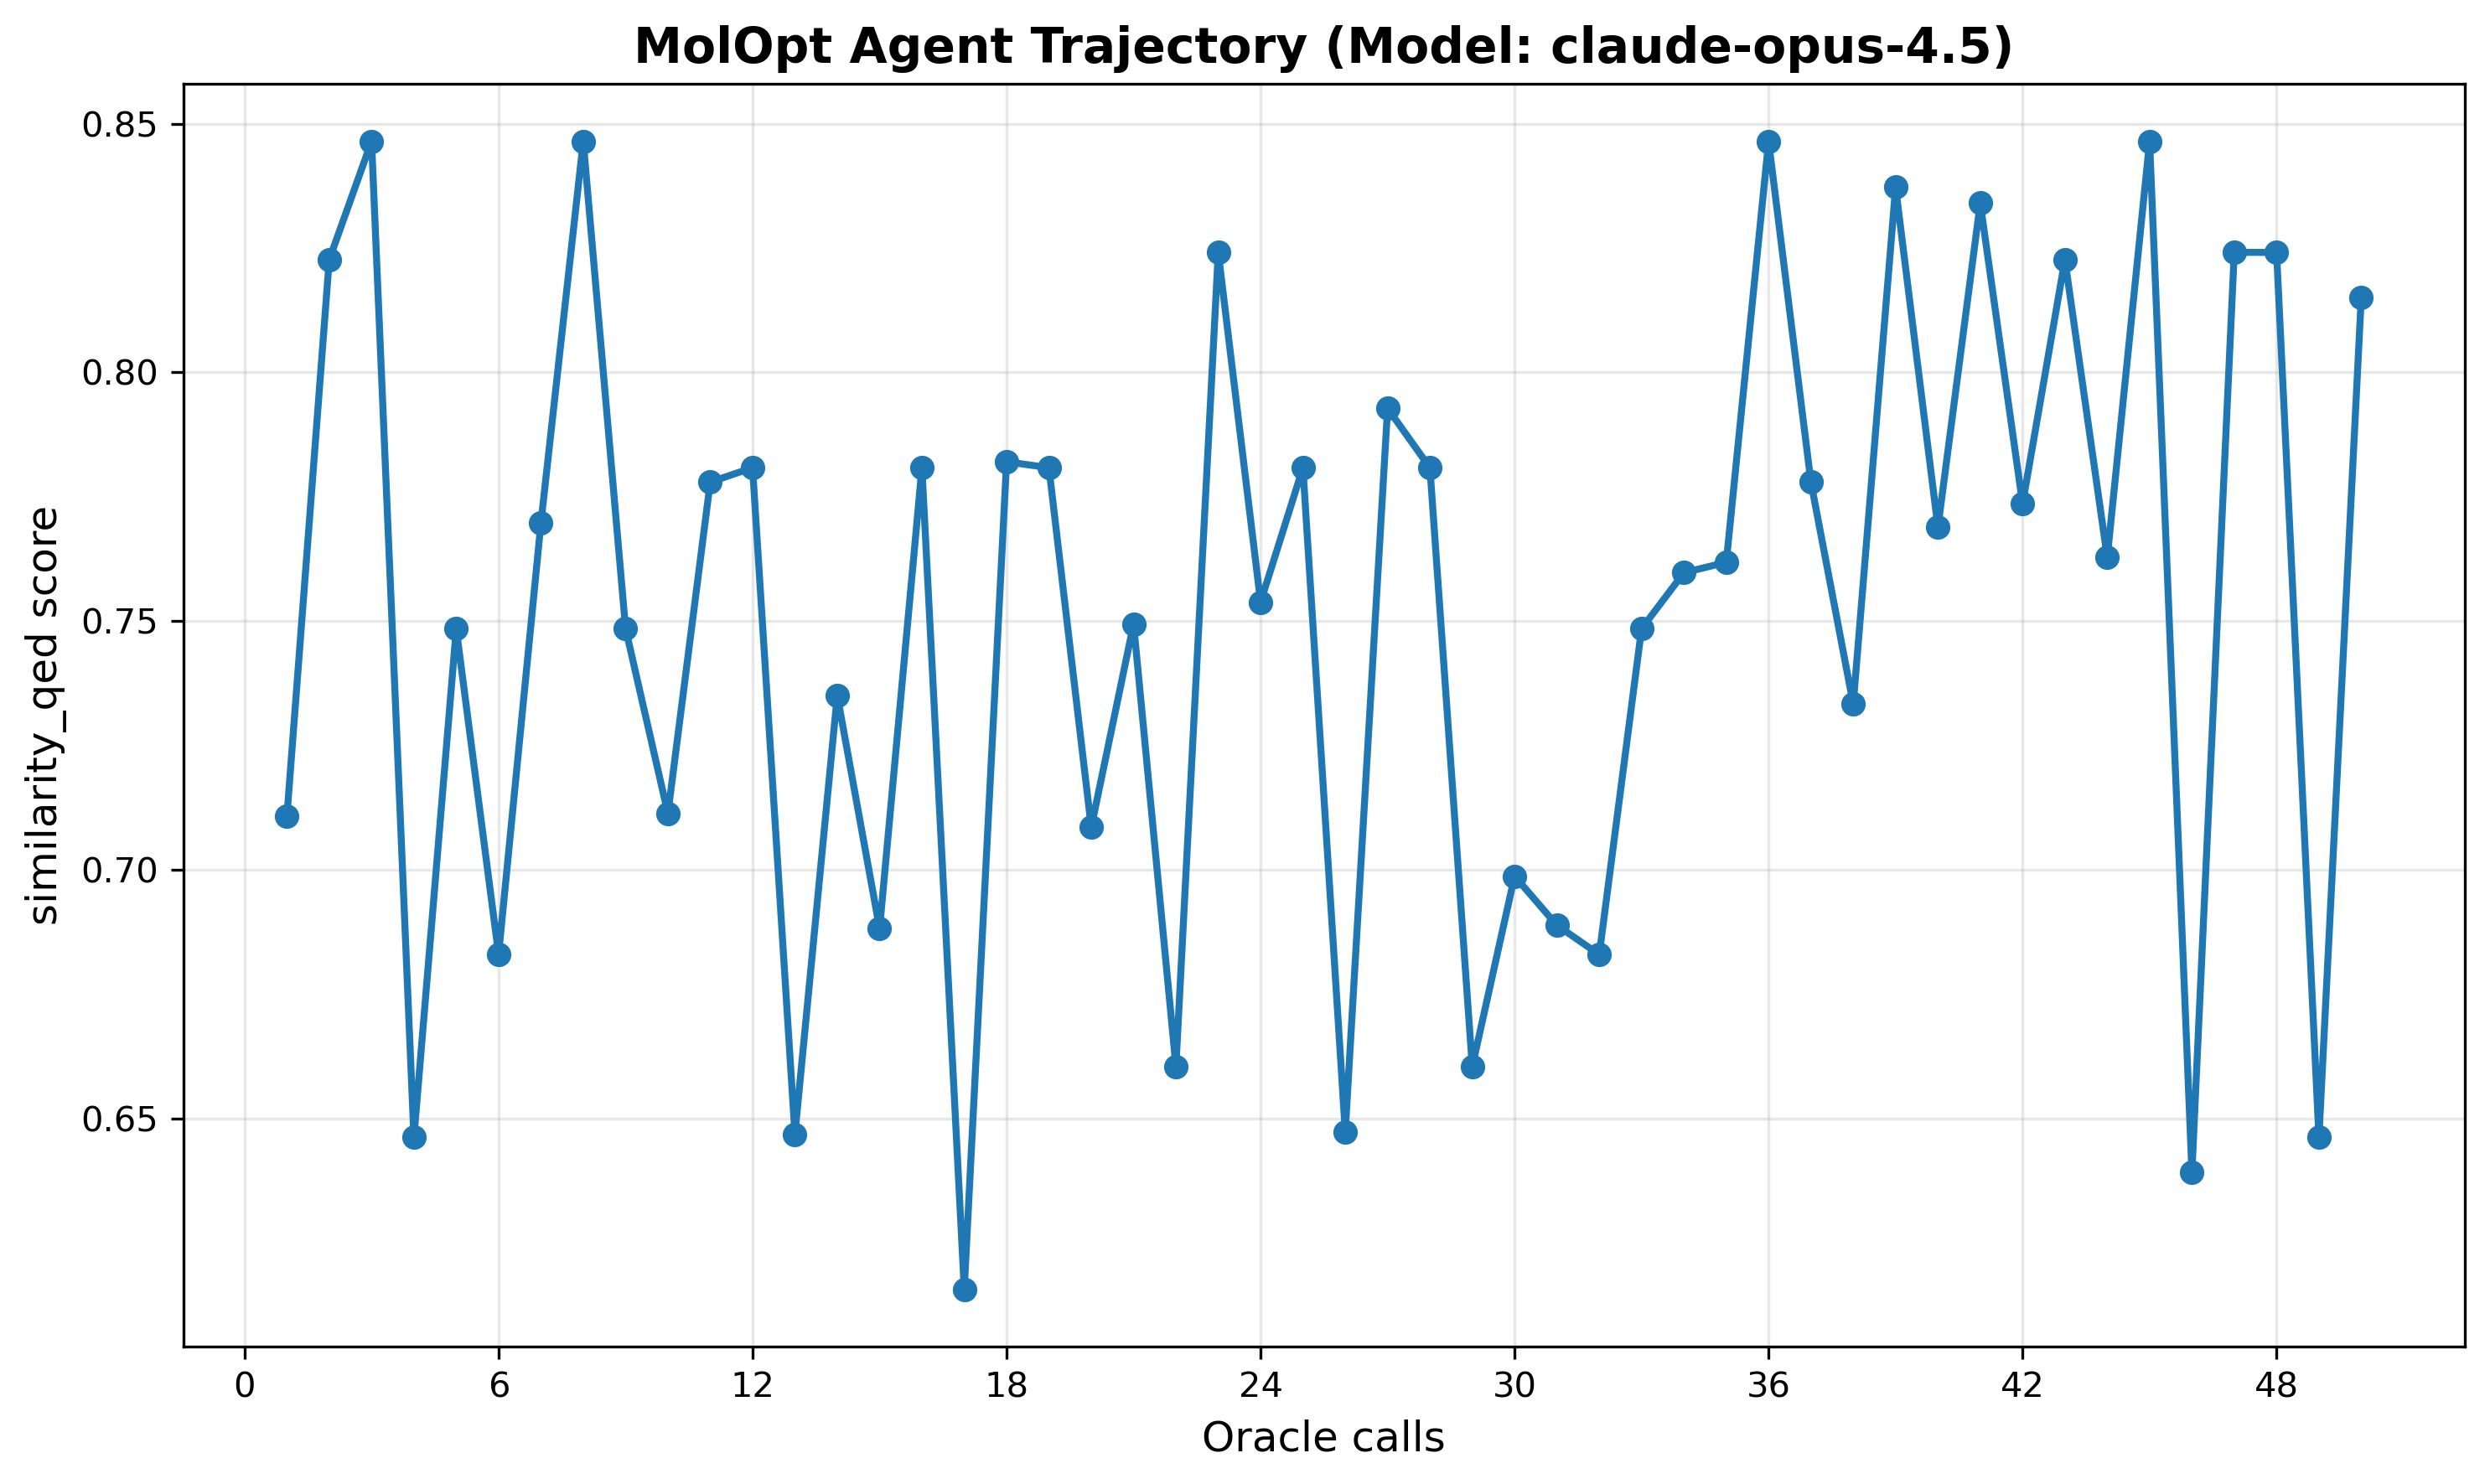 MolOpt Agent Trajectory (Model: claude-opus-4.5)
similarity_qed score
0.85
0.80
0.75
0.70
0.65
0 6 12 18 24 30 36 42 48
Oracle calls